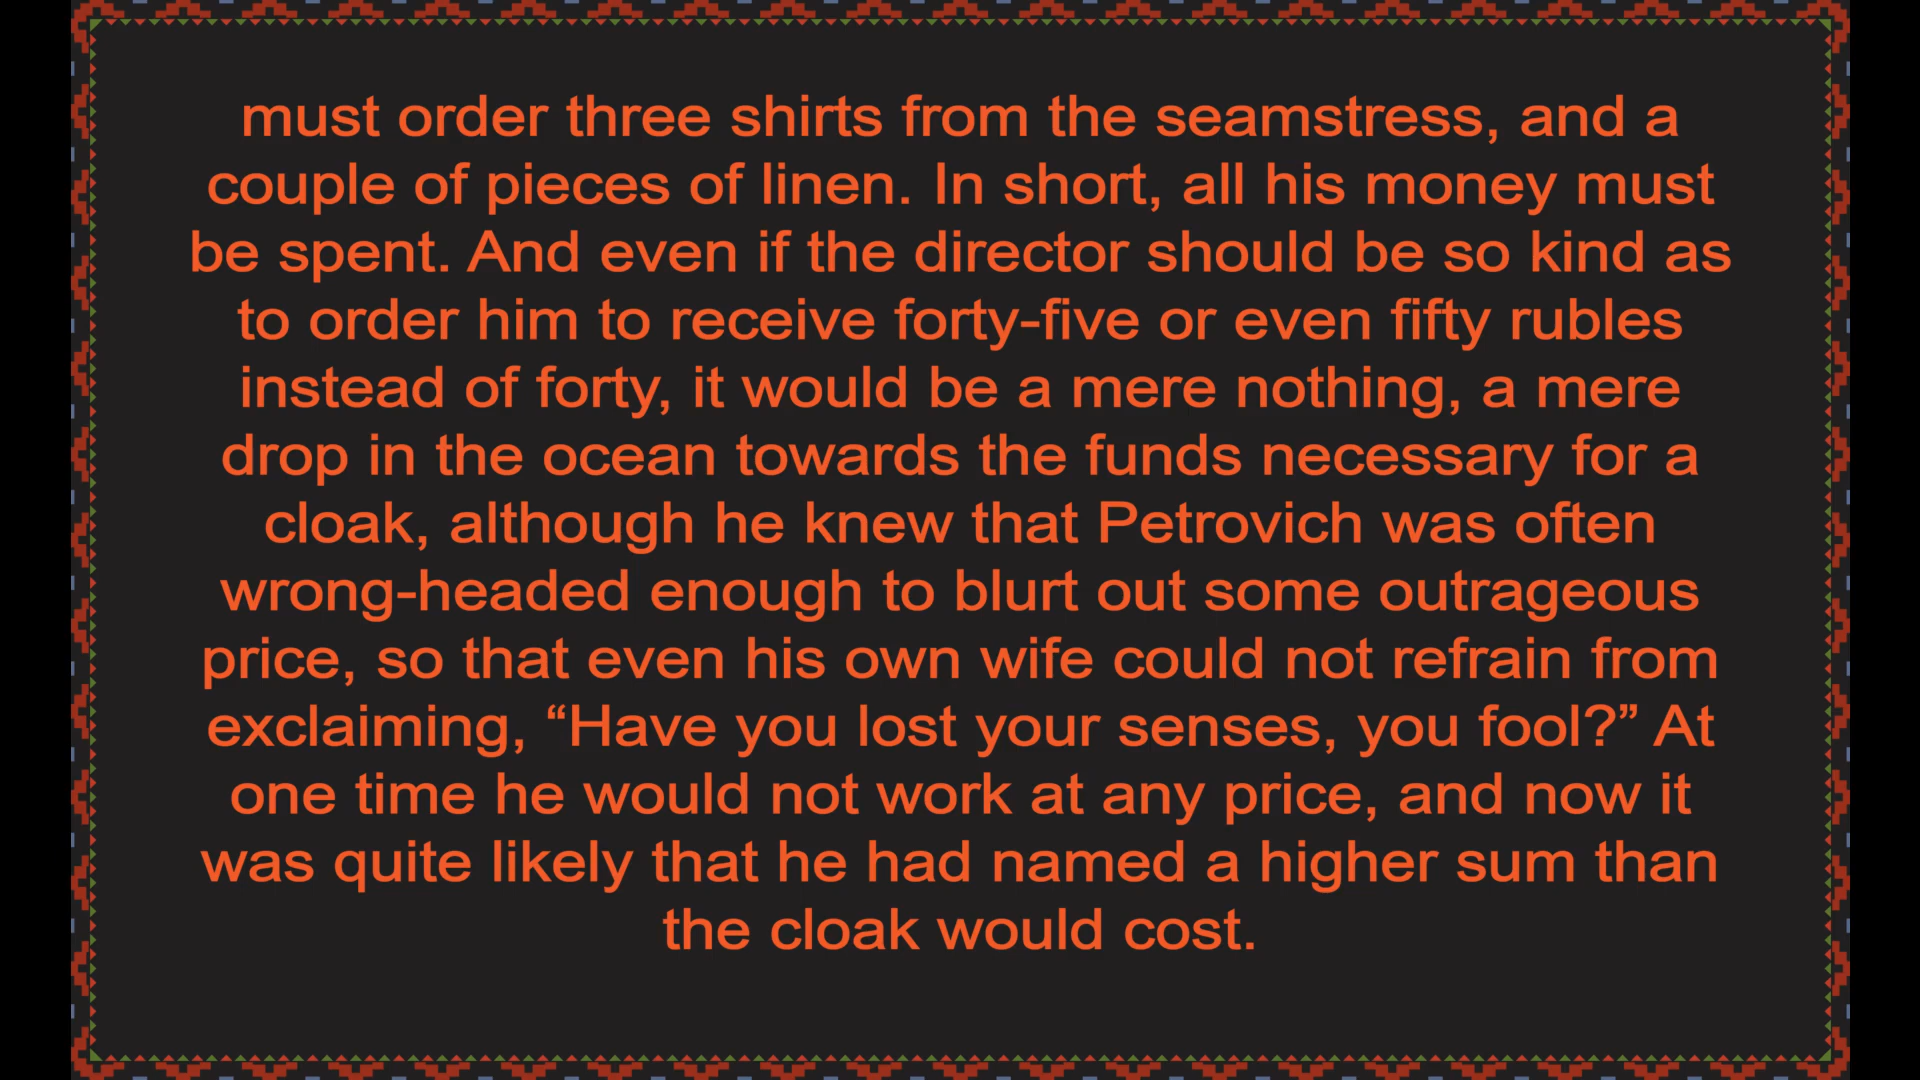 must order three shirts from the seamstress, and a
couple of pieces of linen. In short, all his money must
be spent. And even if the director should be so kind as
to order him to receive forty-five or even fifty rubles
instead of forty, it would be a mere nothing, a mere
drop in the ocean towards the funds necessary for a
cloak, although he knew that Petrovich was often
wrong-headed enough to blurt out some outrageous
price, so that even his own wife could not refrain from
exclaiming, “Have you lost your senses, you fool?” At
one time he would not work at any price, and now it
was quite likely that he had named a higher sum than
the cloak would cost.